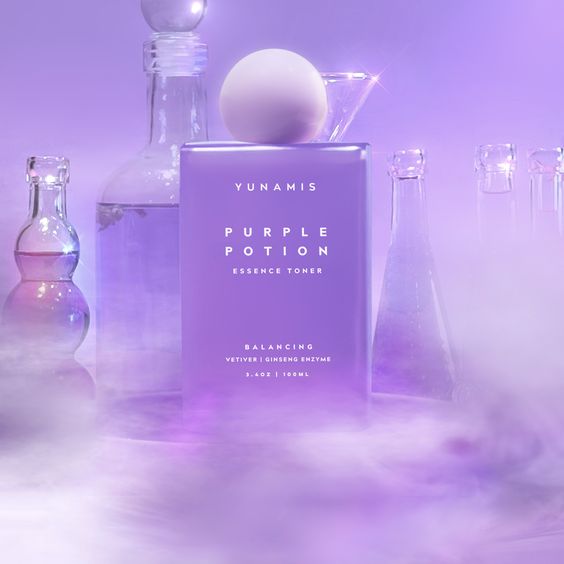 YUNAMIS
PURPLE
POTION
ESSENCE TONER
BALANCING
VETIVER | GINSENG ENZYME
3.4OZ | 100ML